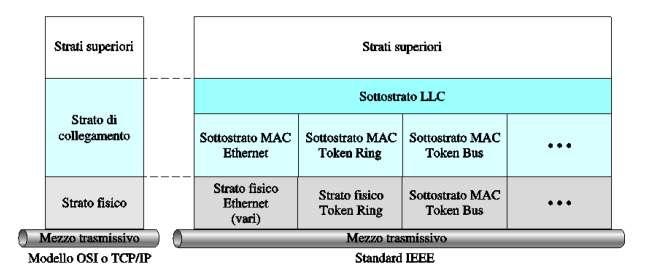 Strati superiori
Strati superiori
Strato di
collegamento
Sottostrato LLC
Sottostrato MAC
Ethernet
Sottostrato MAC
Token Ring
Sottostrato MAC
Token Bus
• • •
Strato fisico
Strato fisico
Ethernet
(vari)
Strato fisico
Token Ring
Sottostrato MAC
Token Bus
• • •
Mezzo trasmissivo
Mezzo trasmissivo
Modello OSI o TCP/IP
Standard IEEE